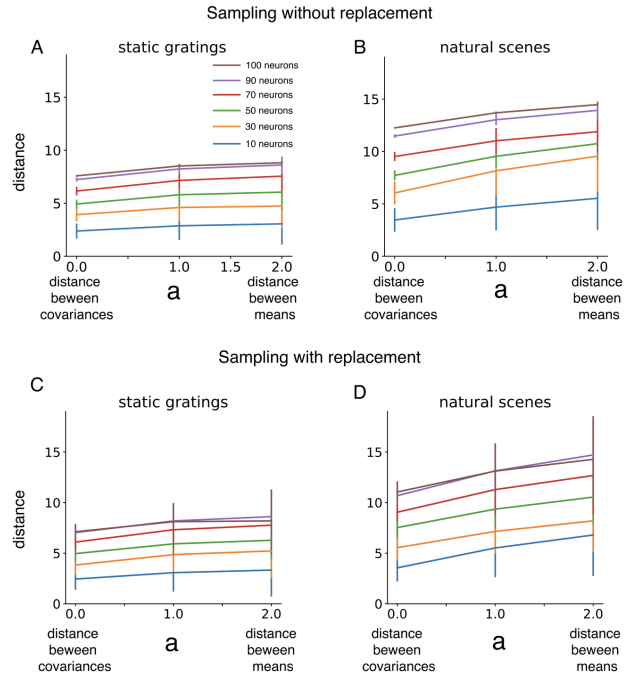 Sampling without replacement
A
static gratings
100 neurons
90 neurons
70 neurons
50 neurons
30 neurons
10 neurons
15
10
5
0
distance
0.0 1.0 1.5 2.0
distance
beween
covariances
a
distance
beween
means
B
natural scenes
15
10
5
0
0.0 1.0 2.0
distance
beween
covariances
a
distance
beween
means
Sampling with replacement
C
static gratings
15
10
5
0
distance
0.0 1.0 2.0
distance
beween
covariances
a
distance
beween
means
D
natural scenes
15
10
5
0
0.0 1.0 2.0
distance
beween
covariances
a
distance
beween
means